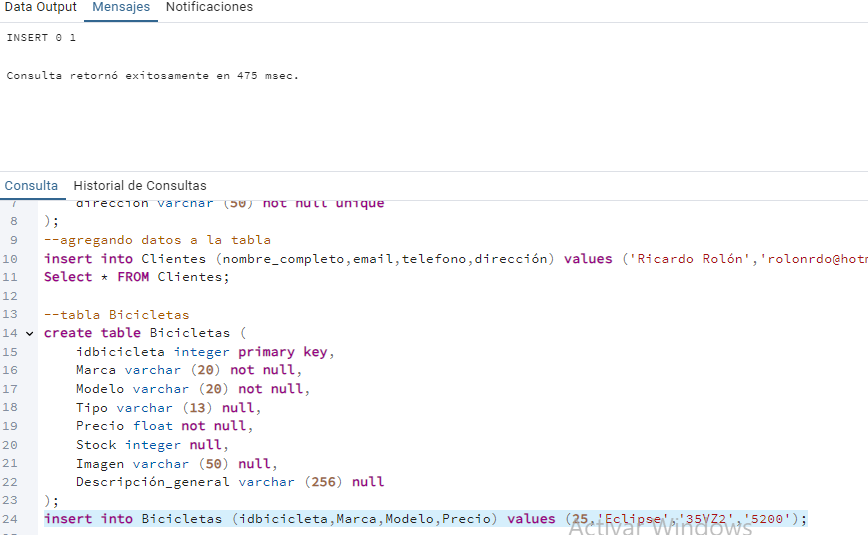 Data Output Mensajes Notificaciones
INSERT 0 1
Consulta retornó exitosamente en 475 msec.
Consulta Historial de Consultas
7 dirección varchar (50) not null unique
8 );
9 --agregando datos a la tabla
10 insert into Clientes (nombre_completo,email,telefono,dirección) values ('Ricardo Rolón','rolonrdo@hotm
11 Select * FROM Clientes;
12
13 --tabla Bicicletas
14 create table Bicicletas (
15 idbicicleta integer primary key,
16 Marca varchar (20) not null,
17 Modelo varchar (20) not null,
18 Tipo varchar (13) null,
19 Precio float not null,
20 Stock integer null,
21 Imagen varchar (50) null,
22 Descripción_general varchar (256) null
23 );
24 insert into Bicicletas (idbicicleta,Marca,Modelo,Precio) values (25,'Eclipse','35VZ2','5200');
Activar Windows